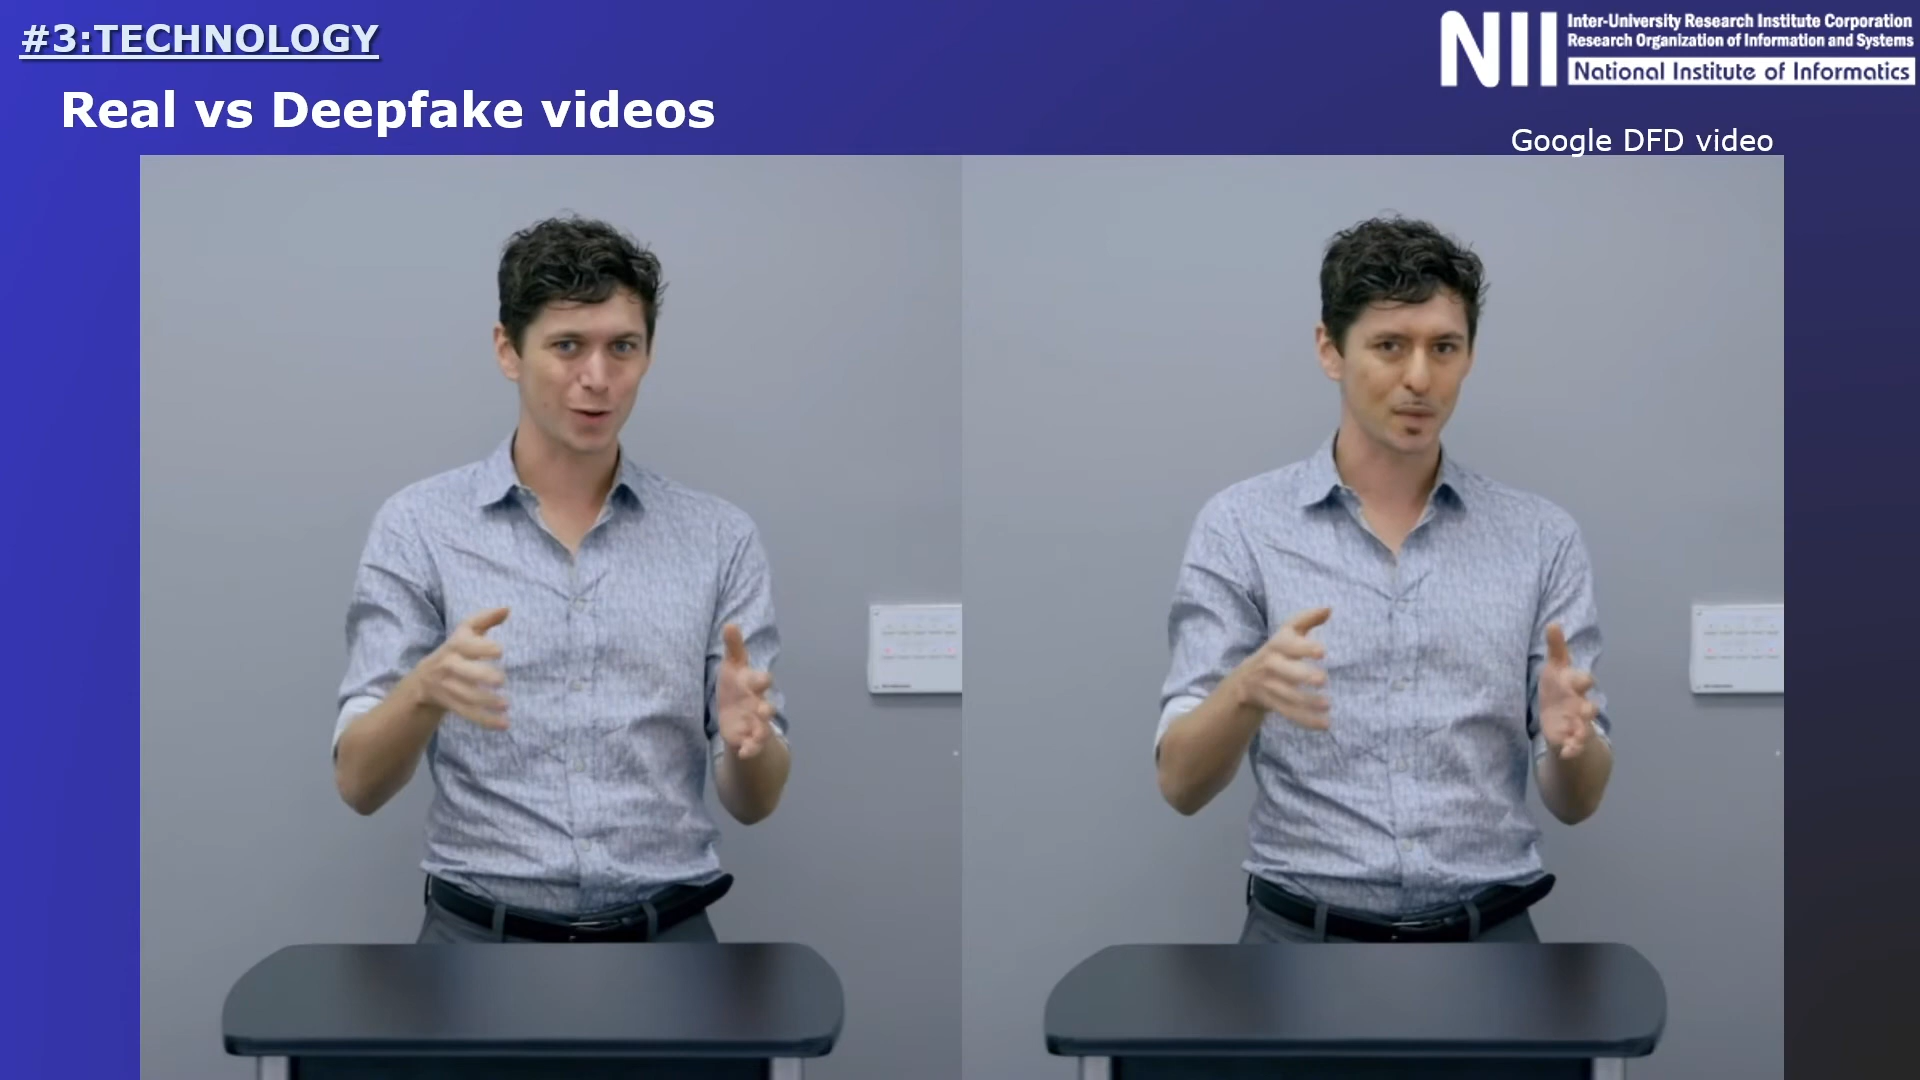 #3:TECHNOLOGY
NII
Inter-University Research Institute Corporation
Research Organization of Information and Systems
National Institute of Informatics
Real vs Deepfake videos
Google DFD video